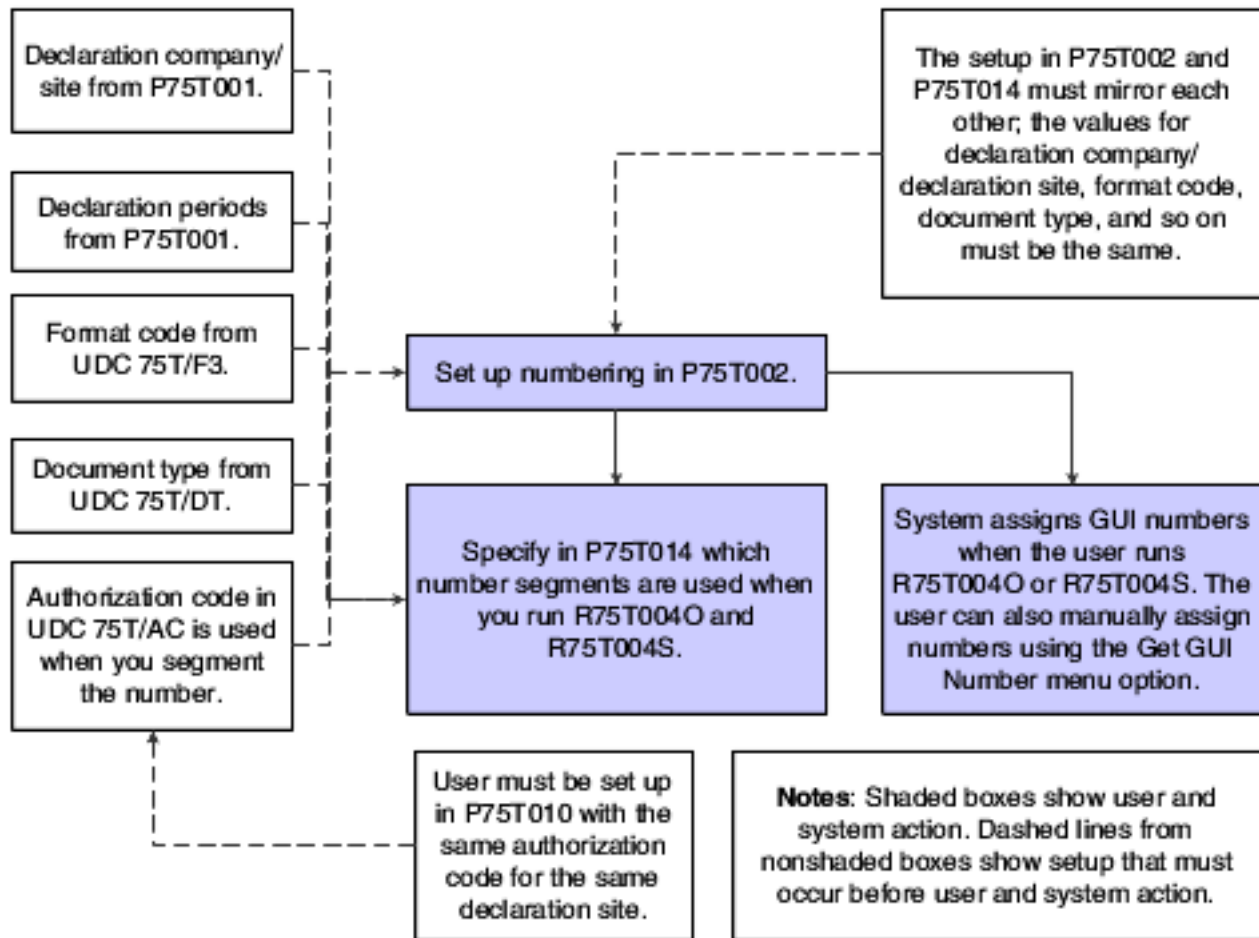 Declaration company/
site from P75T001.
Declaration periods
from P75T001.
Format code from
UDC 75T/F3.
Document type from
UDC 75T/DT.
Authorization code in
UDC 75T/AC is used
when you segment
the number.
The setup in P75T002 and
P75T014 must mirror each
other; the values for
declaration company/
declaration site, format code,
document type, and so on
must be the same.
Set up numbering in P75T002.
Specify in P75T014 which
number segments are used when
you run R75T004O and
R75T004S.
System assigns GUI numbers
when the user runs
R75T004O or R75T004S. The
user can also manually assign
numbers using the Get GUI
Number menu option.
User must be set up
in P75T010 with the
same authorization
code for the same
declaration site.
Notes: Shaded boxes show user and
system action. Dashed lines from
nonshaded boxes show setup that must
occur before user and system action.